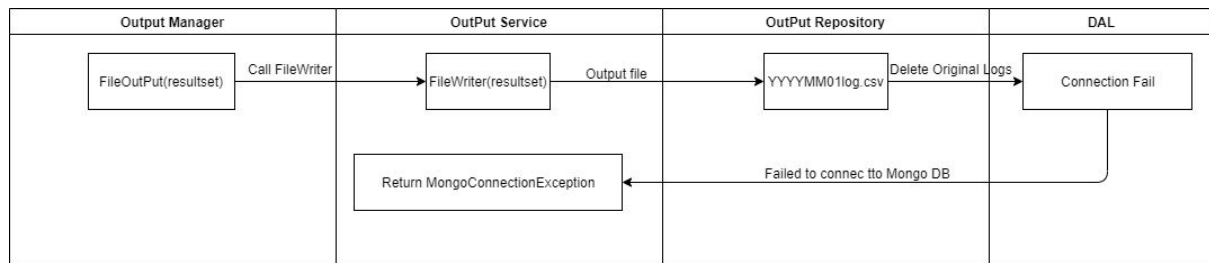 Output Manager
OutPut Service
OutPut Repository
DAL
FileOutPut(resultset)
Call FileWriter
FileWriter(resultset)
Output file
YYYYMM01log.csv
Delete Original Logs
Connection Fail
Return MongoConnectionException
Failed to connec tto Mongo DB